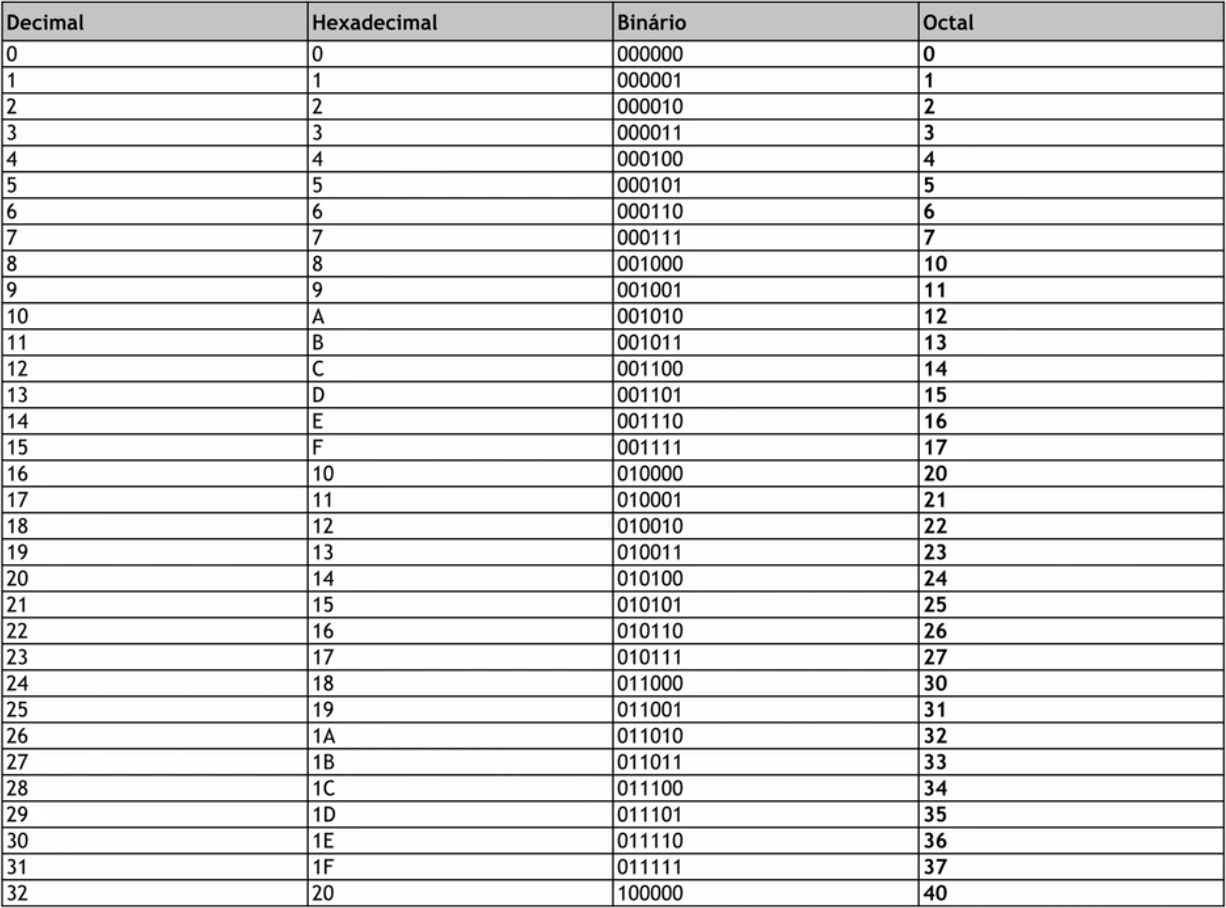 Decimal Hexadecimal Binário Octal
0 0 000000 0
1 1 000001 1
2 2 000010 2
3 3 000011 3
4 4 000100 4
5 5 000101 5
6 6 000110 6
7 7 000111 7
8 8 001000 10
9 9 001001 11
10 A 001010 12
11 B 001011 13
12 C 001100 14
13 D 001101 15
14 E 001110 16
15 F 001111 17
16 10 010000 20
17 11 010001 21
18 12 010010 22
19 13 010011 23
20 14 010100 24
21 15 010101 25
22 16 010110 26
23 17 010111 27
24 18 011000 30
25 19 011001 31
26 1A 011010 32
27 1B 011011 33
28 1C 011100 34
29 1D 011101 35
30 1E 011110 36
31 1F 011111 37
32 20 100000 40